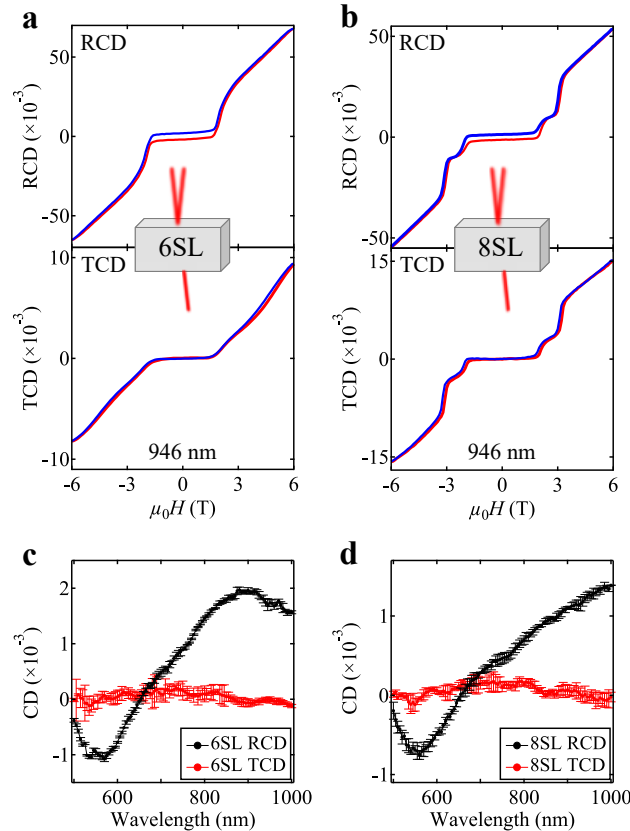 a
RCD
RCD (×10⁻³)
50
0
-50
6SL
TCD
TCD (×10⁻³)
10
0
-10
946 nm
-6 -3 0 3 6
μ₀H (T)
b
RCD
RCD (×10⁻³)
50
0
-50
8SL
TCD
TCD (×10⁻³)
15
0
-15
946 nm
-6 -3 0 3 6
μ₀H (T)
c
CD (×10⁻³)
2
1
0
-1
6SL RCD
6SL TCD
600 800 1000
Wavelength (nm)
d
CD (×10⁻³)
1
0
-1
8SL RCD
8SL TCD
600 800 1000
Wavelength (nm)